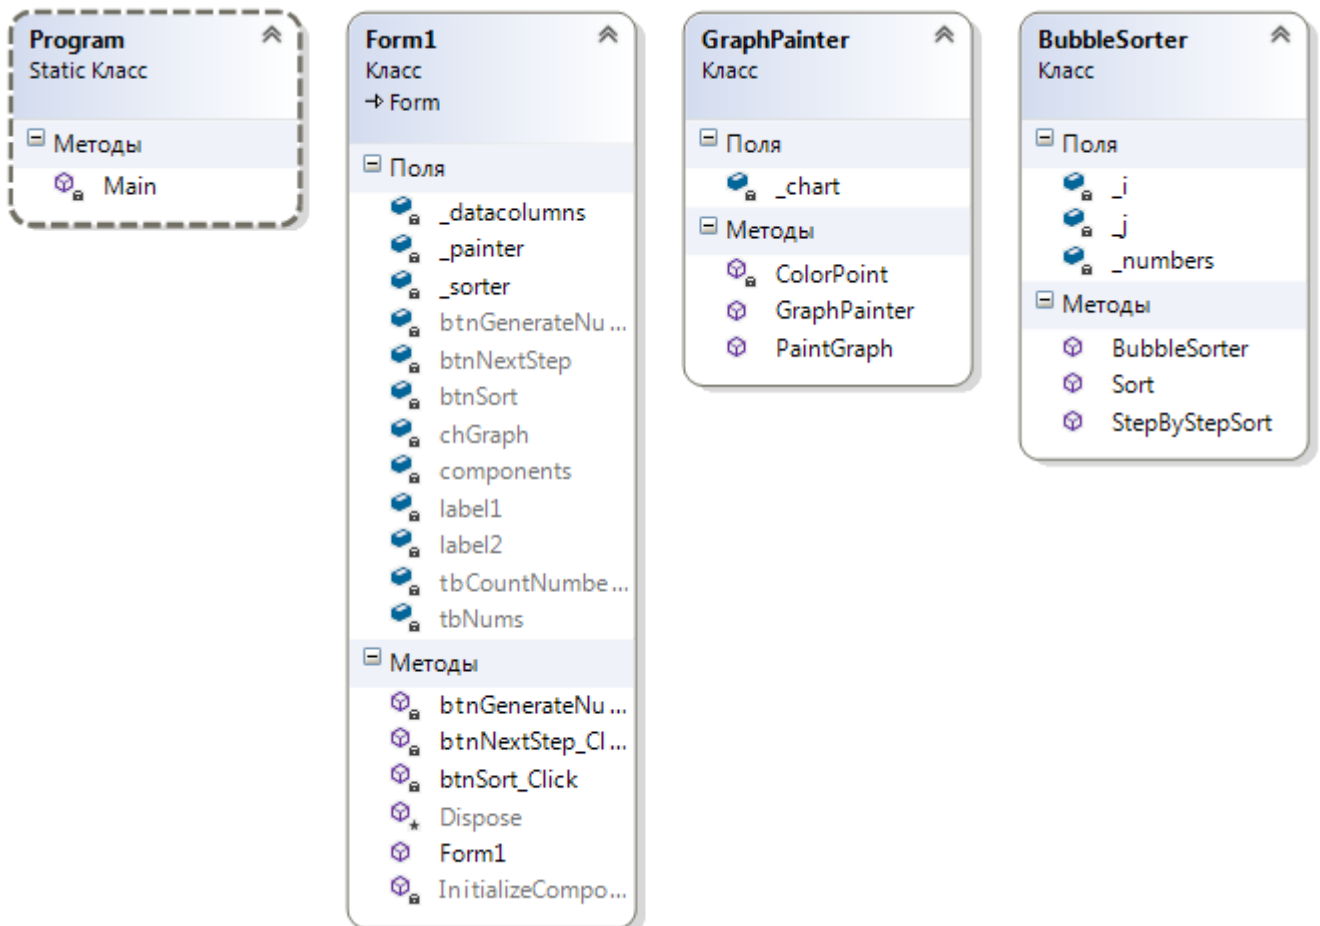 Program
Static Класс
Методы
Main
Form1
Класс
Form
Поля
_datacolumns
_painter
_sorter
btnGenerateNu...
btnNextStep
btnSort
chGraph
components
label1
label2
tbCountNumbe...
tbNums
Методы
btnGenerateNu...
btnNextStep_Cl...
btnSort_Click
Dispose
Form1
InitializeCompo...
GraphPainter
Класс
Поля
_chart
Методы
ColorPoint
GraphPainter
PaintGraph
BubbleSorter
Класс
Поля
_i
_j
_numbers
Методы
BubbleSorter
Sort
StepByStepSort